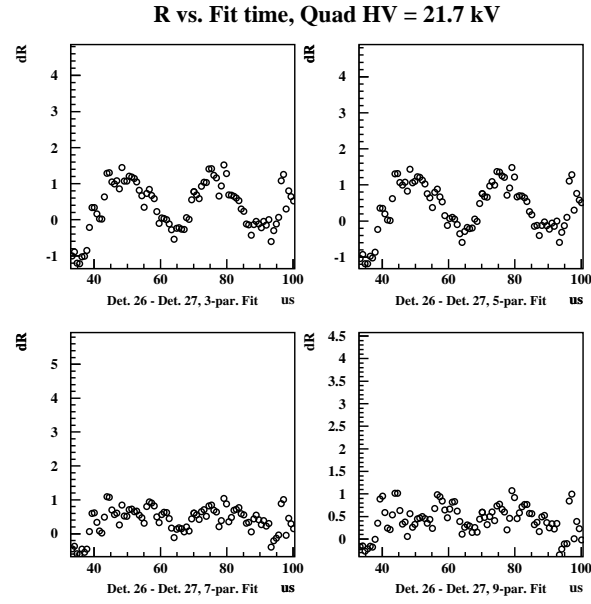 R vs. Fit time, Quad HV = 21.7 kV
dR
4
3
2
1
0
-1
40 60 80 100
Det. 26 - Det. 27, 3-par. Fit us
dR
4
3
2
1
0
-1
40 60 80 100
Det. 26 - Det. 27, 5-par. Fit us
dR
5
4
3
2
1
0
40 60 80 100
Det. 26 - Det. 27, 7-par. Fit us
dR
4.5
4
3.5
3
2.5
2
1.5
1
0.5
0
40 60 80 100
Det. 26 - Det. 27, 9-par. Fit us